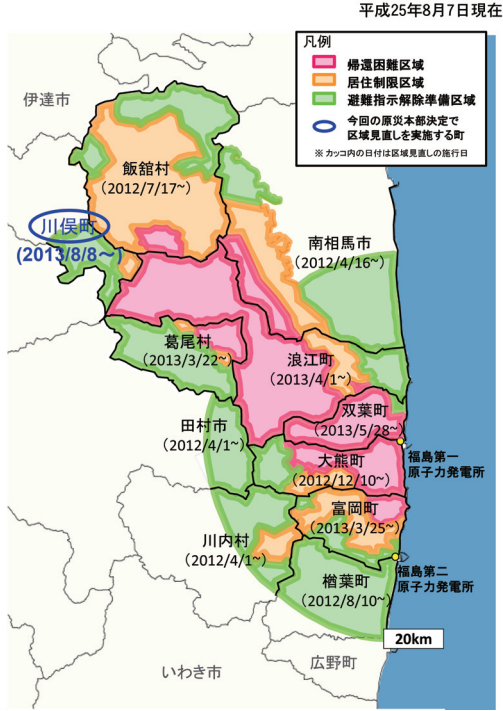 平成25年8月7日現在
凡例
帰還困難区域
居住制限区域
避難指示解除準備区域
今回の原災本部決定で
区域見直しを実施する町
※ カッコ内の日付は区域見直しの施行日
伊達市
飯舘村
(2012/7/17~)
川俣町
(2013/8/8~)
南相馬市
(2012/4/16~)
葛尾村
(2013/3/22~)
浪江町
(2013/4/1~)
双葉町
(2013/5/28~)
田村市
(2012/4/1~)
福島第一
原子力発電所
大熊町
(2012/12/10~)
富岡町
(2013/3/25~)
川内村
(2012/4/1~)
福島第二
原子力発電所
楢葉町
(2012/8/10~)
20km
広野町
いわき市